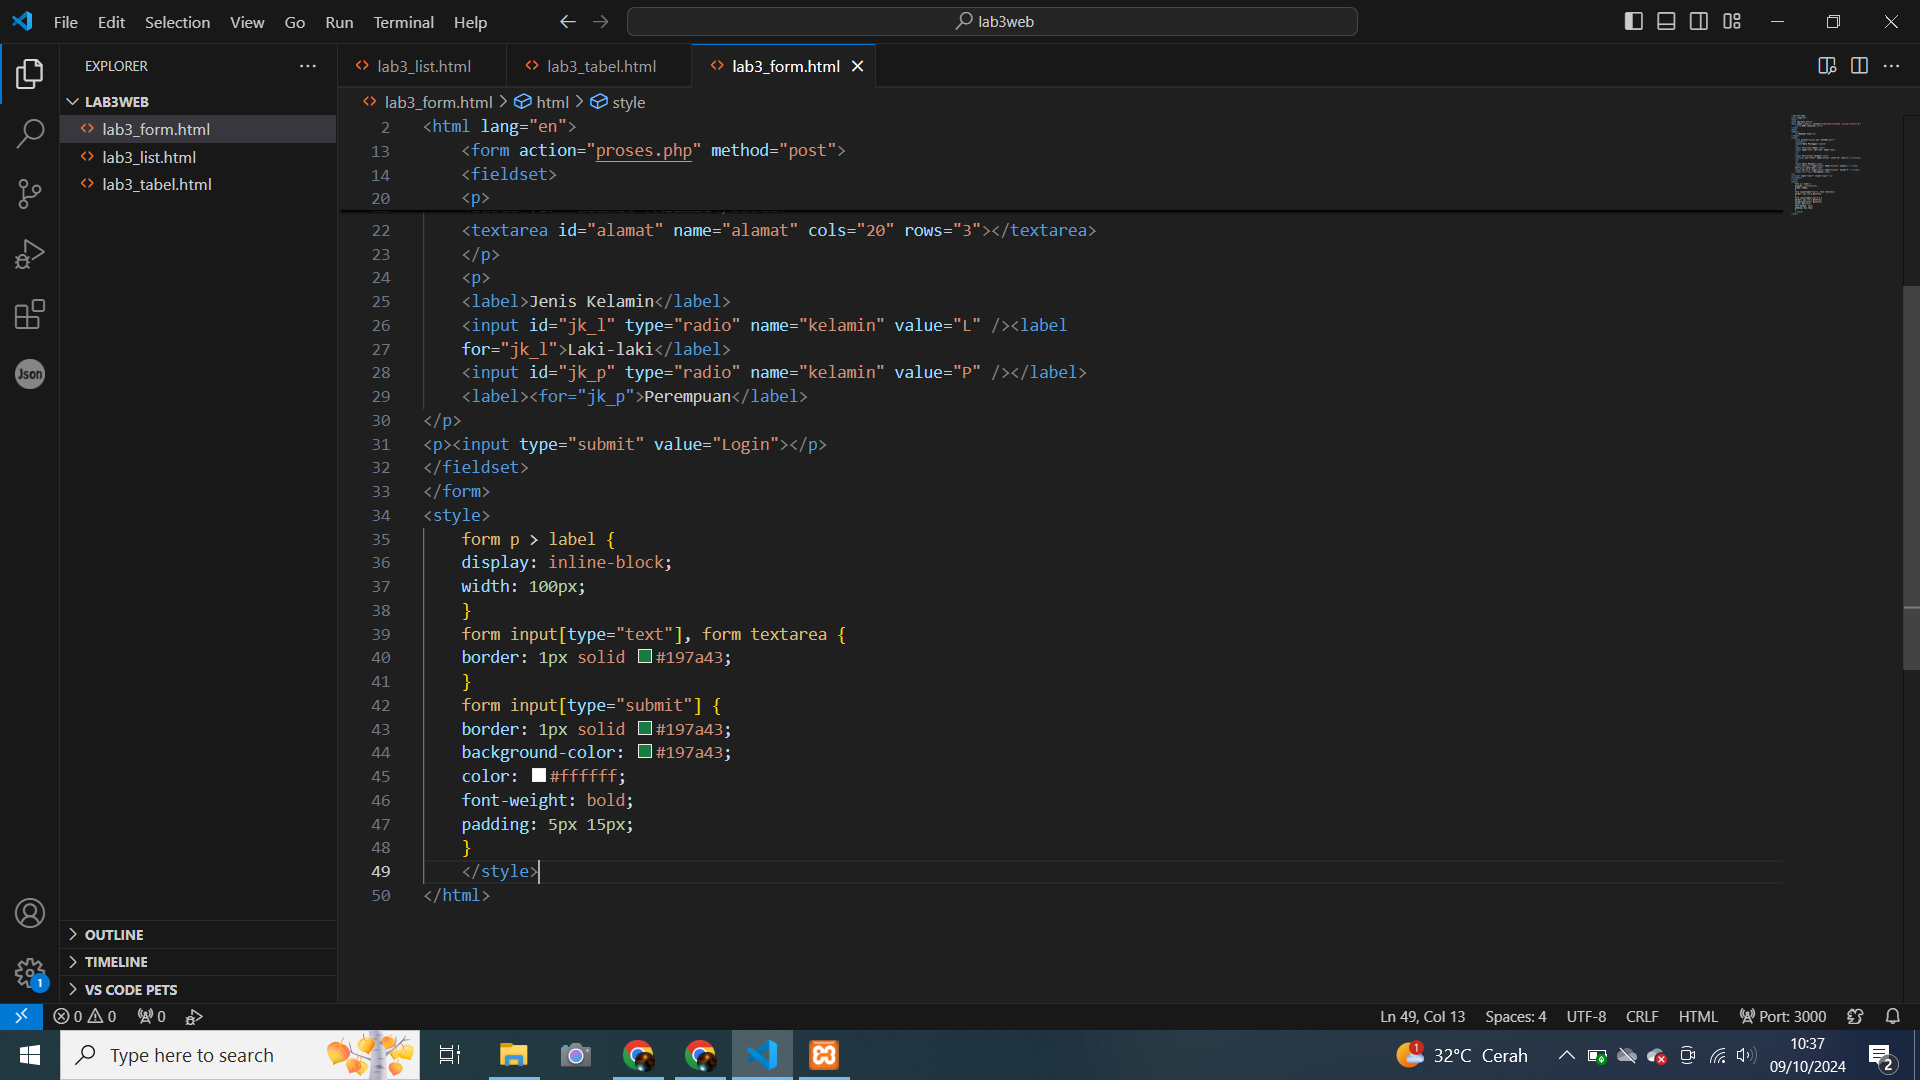 File Edit Selection View Go Run Terminal Help
lab3web
EXPLORER
lab3_list.html
lab3_tabel.html
lab3_form.html
LAB3WEB
lab3_form.html
lab3_list.html
lab3_tabel.html
lab3_form.html > html > style
2 <html lang="en">
13 <form action="proses.php" method="post">
14 <fieldset>
20 <p>
22 <textarea id="alamat" name="alamat" cols="20" rows="3"></textarea>
23 </p>
24 <p>
25 <label>Jenis Kelamin</label>
26 <input id="jk_l" type="radio" name="kelamin" value="L" /><label
27 for="jk_l">Laki-laki</label>
28 <input id="jk_p" type="radio" name="kelamin" value="P" /></label>
29 <label><for="jk_p">Perempuan</label>
30 </p>
31 <p><input type="submit" value="Login"></p>
32 </fieldset>
33 </form>
34 <style>
35 form p > label {
36 display: inline-block;
37 width: 100px;
38 }
39 form input[type="text"], form textarea {
40 border: 1px solid #197a43;
41 }
42 form input[type="submit"] {
43 border: 1px solid #197a43;
44 background-color: #197a43;
45 color: #ffffff;
46 font-weight: bold;
47 padding: 5px 15px;
48 }
49 </style>
50 </html>
Json
OUTLINE
TIMELINE
VS CODE PETS
1
0 0 0
Ln 49, Col 13 Spaces: 4 UTF-8 CRLF HTML Port: 3000
Type here to search
1
32°C Cerah
10:37
09/10/2024
2